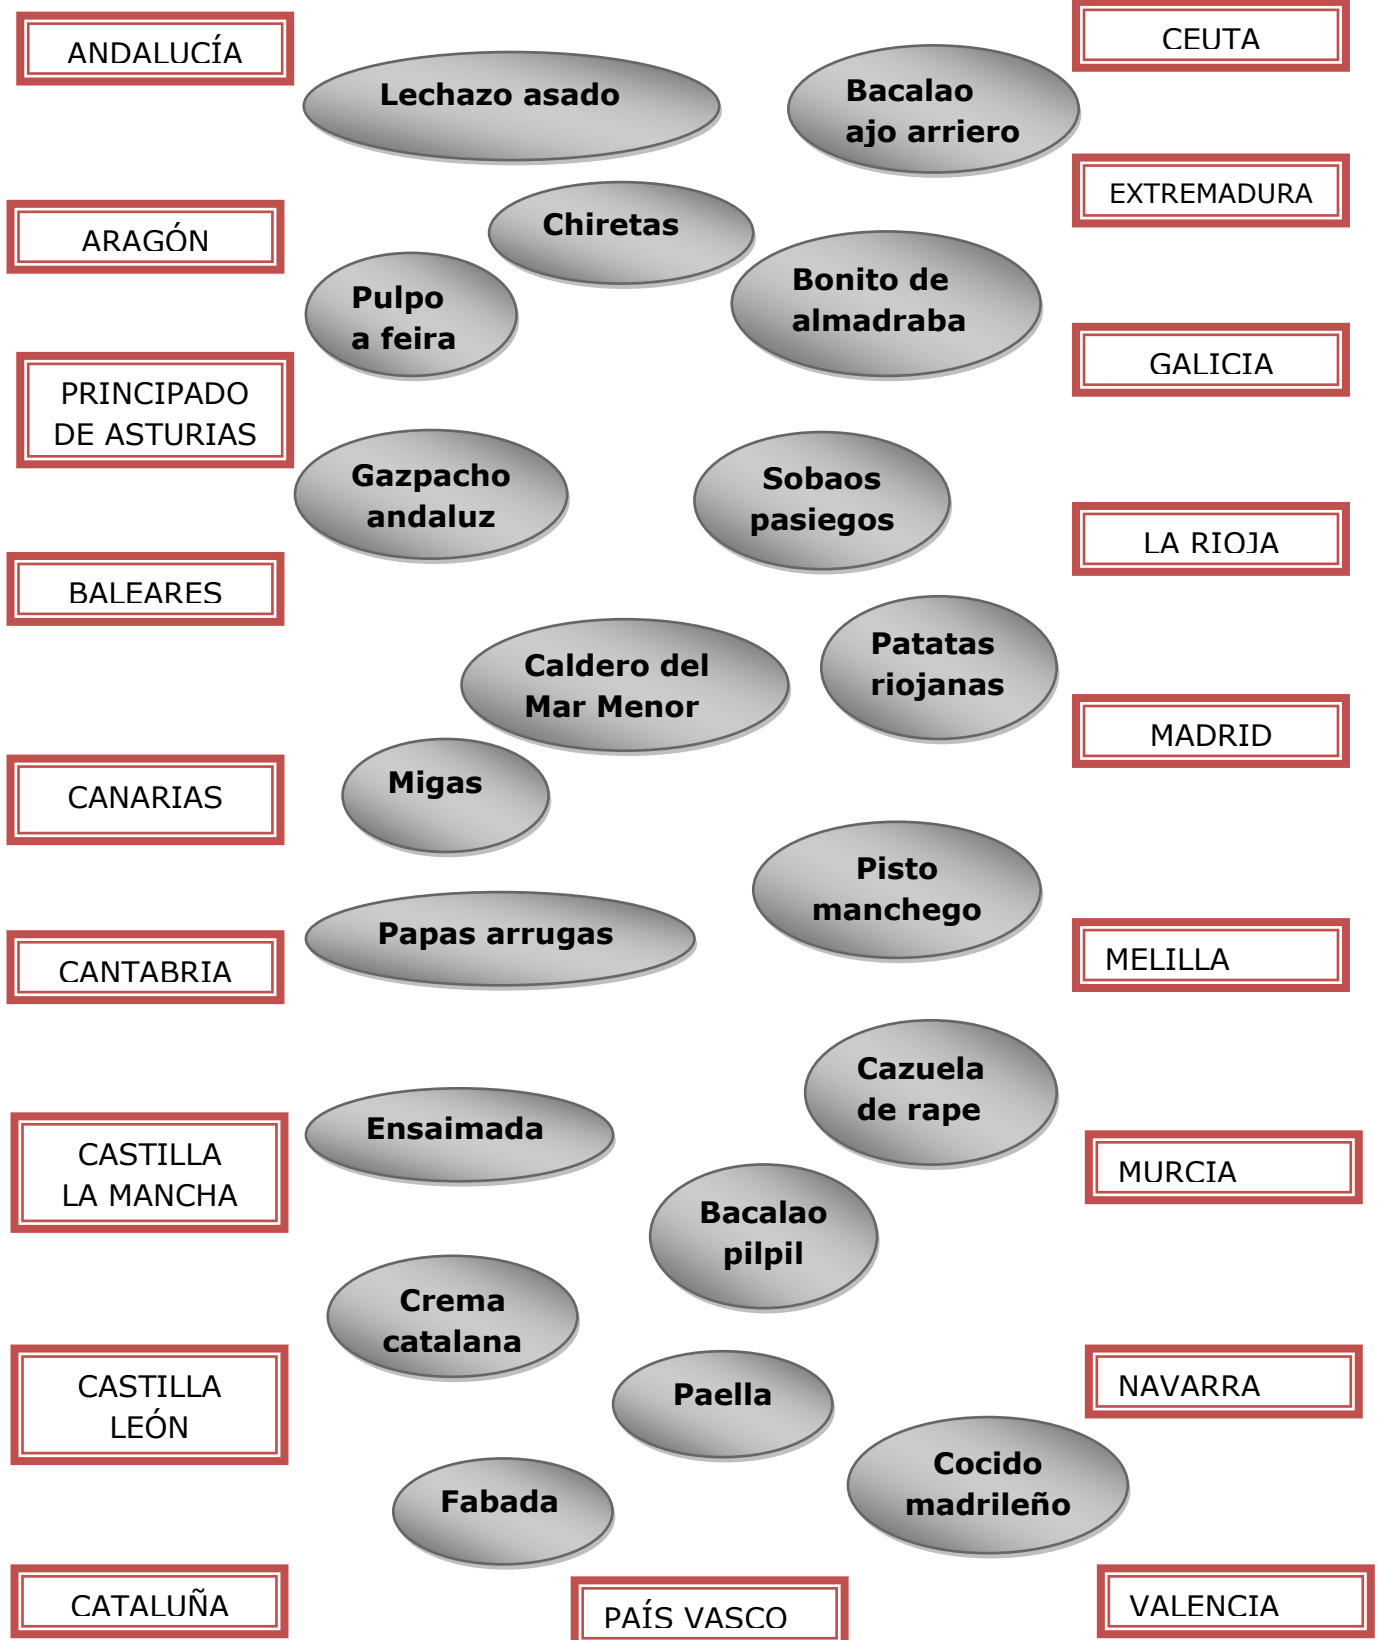 ANDALUCÍA
CEUTA
Lechazo asado
Bacalao
ajo arriero
EXTREMADURA
ARAGÓN
Chiretas
Pulpo
a feira
Bonito de
almadraba
GALICIA
PRINCIPADO
DE ASTURIAS
Gazpacho
andaluz
Sobaos
pasiegos
LA RIOJA
BALEARES
Caldero del
Mar Menor
Patatas
riojanas
MADRID
Migas
CANARIAS
Pisto
manchego
Papas arrugas
CANTABRIA
MELILLA
Cazuela
de rape
Ensaimada
CASTILLA
LA MANCHA
MURCIA
Bacalao
pilpil
Crema
catalana
CASTILLA
LEÓN
Paella
NAVARRA
Cocido
madrileño
Fabada
CATALUÑA
PAÍS VASCO
VALENCIA